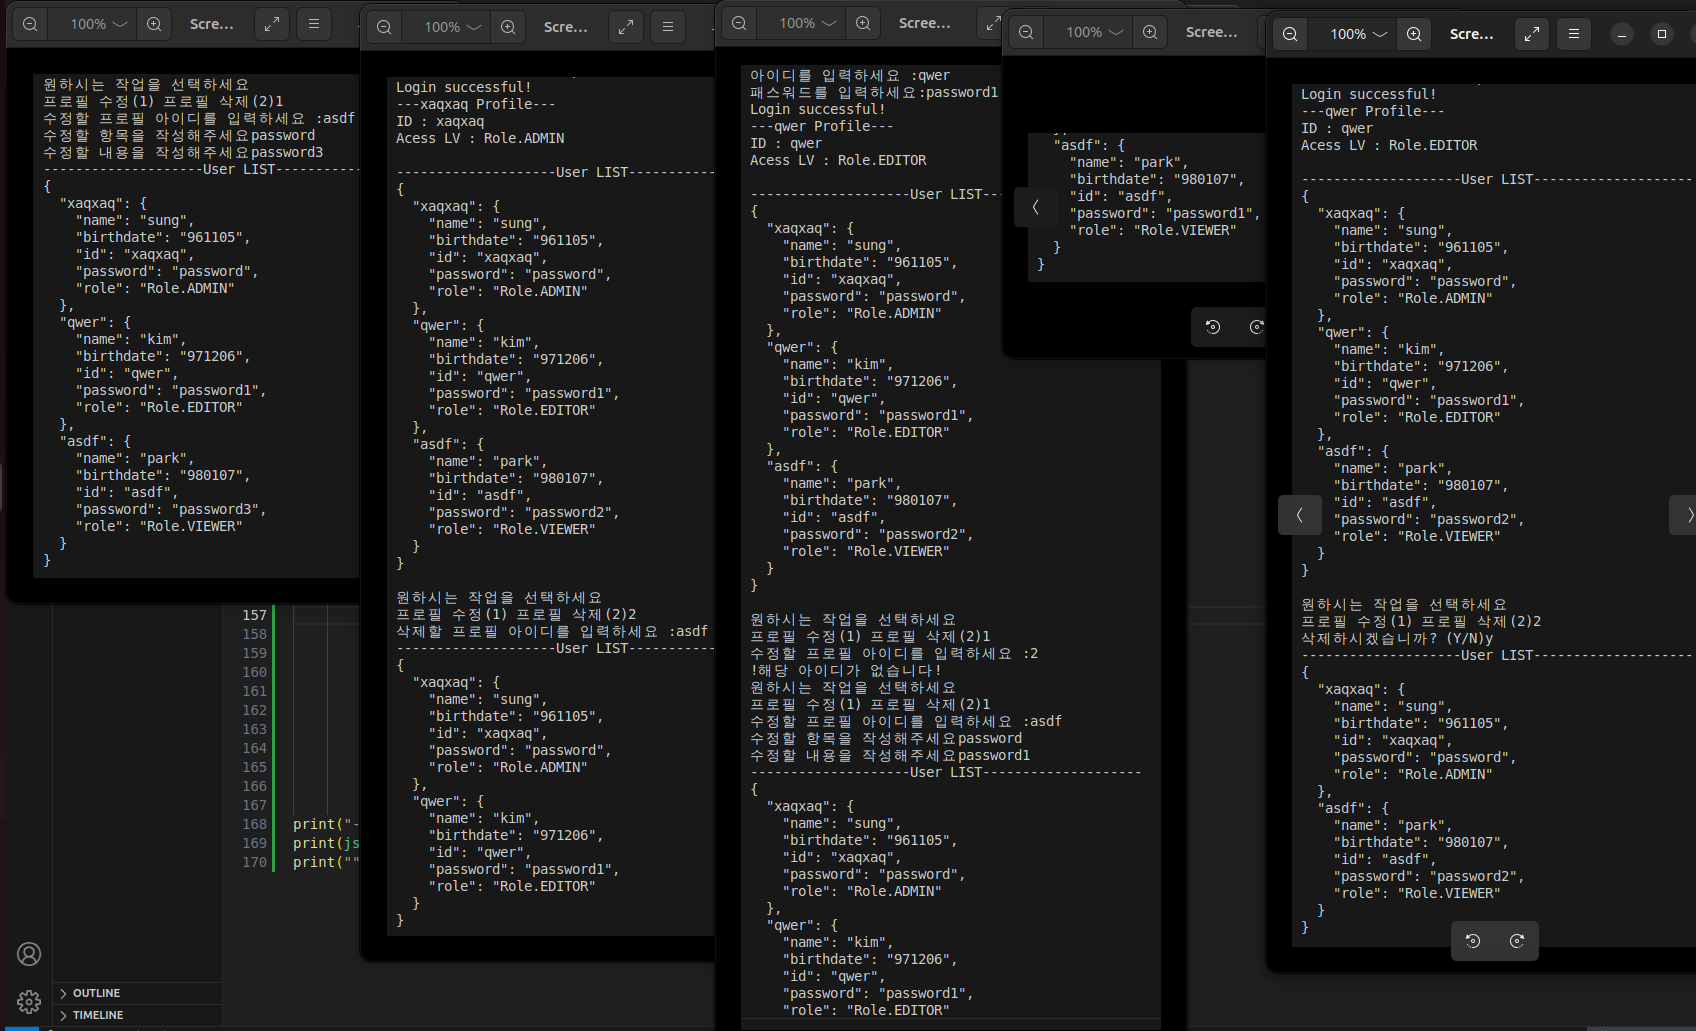 100%
Scre...
원하시는 작업을 선택하세요
프로필 수정(1) 프로필 삭제(2)1
수정할 프로필 아이디를 입력하세요 :asdf
수정할 항목을 작성해주세요password
수정할 내용을 작성해주세요password3
--------------------User LIST----------
{
  "xaqxaq": {
    "name": "sung",
    "birthdate": "961105",
    "id": "xaqxaq",
    "password": "password",
    "role": "Role.ADMIN"
  },
  "qwer": {
    "name": "kim",
    "birthdate": "971206",
    "id": "qwer",
    "password": "password1",
    "role": "Role.EDITOR"
  },
  "asdf": {
    "name": "park",
    "birthdate": "980107",
    "id": "asdf",
    "password": "password3",
    "role": "Role.VIEWER"
  }
}
157
158
159
160
161
162
163
164
165
166
167
168 print("-
169 print(js
170 print(""
OUTLINE
TIMELINE
100%
Scre...
Login successful!
---xaqxaq Profile---
ID : xaqxaq
Acess LV : Role.ADMIN
--------------------User LIST-----------
{
  "xaqxaq": {
    "name": "sung",
    "birthdate": "961105",
    "id": "xaqxaq",
    "password": "password",
    "role": "Role.ADMIN"
  },
  "qwer": {
    "name": "kim",
    "birthdate": "971206",
    "id": "qwer",
    "password": "password1",
    "role": "Role.EDITOR"
  },
  "asdf": {
    "name": "park",
    "birthdate": "980107",
    "id": "asdf",
    "password": "password2",
    "role": "Role.VIEWER"
  }
}
원하시는 작업을 선택하세요
프로필 수정(1) 프로필 삭제(2)2
삭제할 프로필 아이디를 입력하세요 :asdf
--------------------User LIST-----------
{
  "xaqxaq": {
    "name": "sung",
    "birthdate": "961105",
    "id": "xaqxaq",
    "password": "password",
    "role": "Role.ADMIN"
  },
  "qwer": {
    "name": "kim",
    "birthdate": "971206",
    "id": "qwer",
    "password": "password1",
    "role": "Role.EDITOR"
  }
}
100%
Scree...
아이디를 입력하세요 :qwer
패스워드를 입력하세요:password1
Login successful!
---qwer Profile---
ID : qwer
Acess LV : Role.EDITOR
--------------------User LIST--
{
  "xaqxaq": {
    "name": "sung",
    "birthdate": "961105",
    "id": "xaqxaq",
    "password": "password",
    "role": "Role.ADMIN"
  },
  "qwer": {
    "name": "kim",
    "birthdate": "971206",
    "id": "qwer",
    "password": "password1",
    "role": "Role.EDITOR"
  },
  "asdf": {
    "name": "park",
    "birthdate": "980107",
    "id": "asdf",
    "password": "password2",
    "role": "Role.VIEWER"
  }
}
원하시는 작업을 선택하세요
프로필 수정(1) 프로필 삭제(2)1
수정할 프로필 아이디를 입력하세요 :2
!해당 아이디가 없습니다!
원하시는 작업을 선택하세요
프로필 수정(1) 프로필 삭제(2)1
수정할 프로필 아이디를 입력하세요 :asdf
수정할 항목을 작성해주세요password
수정할 내용을 작성해주세요password1
--------------------User LIST--------------------
{
  "xaqxaq": {
    "name": "sung",
    "birthdate": "961105",
    "id": "xaqxaq",
    "password": "password",
    "role": "Role.ADMIN"
  },
  "qwer": {
    "name": "kim",
    "birthdate": "971206",
    "id": "qwer",
    "password": "password1",
    "role": "Role.EDITOR"
100%
Scree...
  "asdf": {
    "name": "park",
    "birthdate": "980107",
    "id": "asdf",
    "password": "password1",
    "role": "Role.VIEWER"
  }
}
100%
Scre...
Login successful!
---qwer Profile---
ID : qwer
Acess LV : Role.EDITOR
--------------------User LIST--------------------
{
  "xaqxaq": {
    "name": "sung",
    "birthdate": "961105",
    "id": "xaqxaq",
    "password": "password",
    "role": "Role.ADMIN"
  },
  "qwer": {
    "name": "kim",
    "birthdate": "971206",
    "id": "qwer",
    "password": "password1",
    "role": "Role.EDITOR"
  },
  "asdf": {
    "name": "park",
    "birthdate": "980107",
    "id": "asdf",
    "password": "password2",
    "role": "Role.VIEWER"
  }
}
원하시는 작업을 선택하세요
프로필 수정(1) 프로필 삭제(2)2
삭제하시겠습니까? (Y/N)y
--------------------User LIST--------------------
{
  "xaqxaq": {
    "name": "sung",
    "birthdate": "961105",
    "id": "xaqxaq",
    "password": "password",
    "role": "Role.ADMIN"
  },
  "asdf": {
    "name": "park",
    "birthdate": "980107",
    "id": "asdf",
    "password": "password2",
    "role": "Role.VIEWER"
  }
}